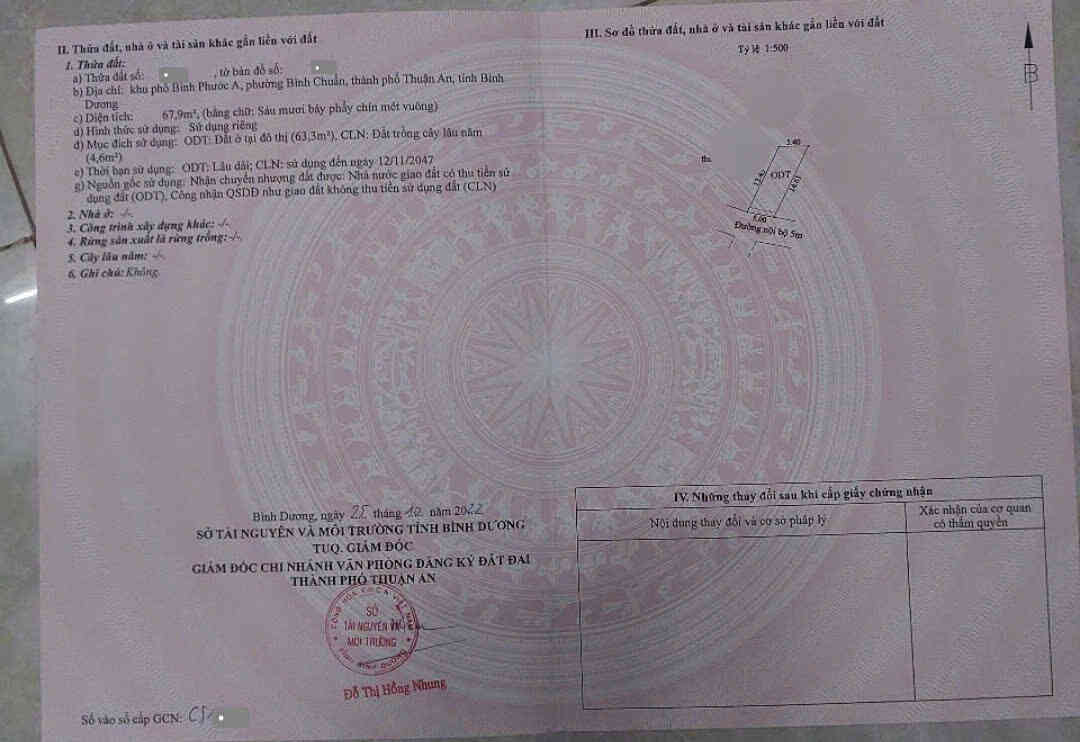 II. Thửa đất, nhà ở và tài sản khác gắn liền với đất
1. Thửa đất:
a) Thửa đất số: , tờ bản đồ số:
b) Địa chỉ: khu phố Bình Phước A, phường Bình Chuẩn, thành phố Thuận An, tỉnh Bình
Dương
c) Diện tích: 67,9m², (bằng chữ: Sáu mươi bảy phẩy chín mét vuông)
d) Hình thức sử dụng: Sử dụng riêng
đ) Mục đích sử dụng: ODT: Đất ở tại đô thị (63,3m²), CLN: Đất trồng cây lâu năm
(4,6m²)
e) Thời hạn sử dụng: ODT: Lâu dài; CLN: sử dụng đến ngày 12/11/2047
g) Nguồn gốc sử dụng: Nhận chuyển nhượng đất được: Nhà nước giao đất có thu tiền sử
dụng đất (ODT), Công nhận QSDĐ như giao đất không thu tiền sử dụng đất (CLN)
2. Nhà ở: -/-.
3. Công trình xây dựng khác: -/-.
4. Rừng sản xuất là rừng trồng: -/-.
5. Cây lâu năm: -/-.
6. Ghi chú: Không.
Bình Dương, ngày 25 tháng 10 năm 2022
SỞ TÀI NGUYÊN VÀ MÔI TRƯỜNG TỈNH BÌNH DƯƠNG
TUQ. GIÁM ĐỐC
GIÁM ĐỐC CHI NHÁNH VĂN PHÒNG ĐĂNG KÝ ĐẤT ĐAI
THÀNH PHỐ THUẬN AN
SỞ
TÀI NGUYÊN VÀ
MÔI TRƯỜNG
TỈNH BÌNH DƯƠNG
Đỗ Thị Hồng Nhung
Số vào sổ cấp GCN: CS
III. Sơ đồ thửa đất, nhà ở và tài sản khác gắn liền với đất
Tỷ lệ 1:500
B
ODT
5.00
Đường nội bộ 5m
IV. Những thay đổi sau khi cấp giấy chứng nhận
Nội dung thay đổi và cơ sở pháp lý
Xác nhận của cơ quan
có thẩm quyền